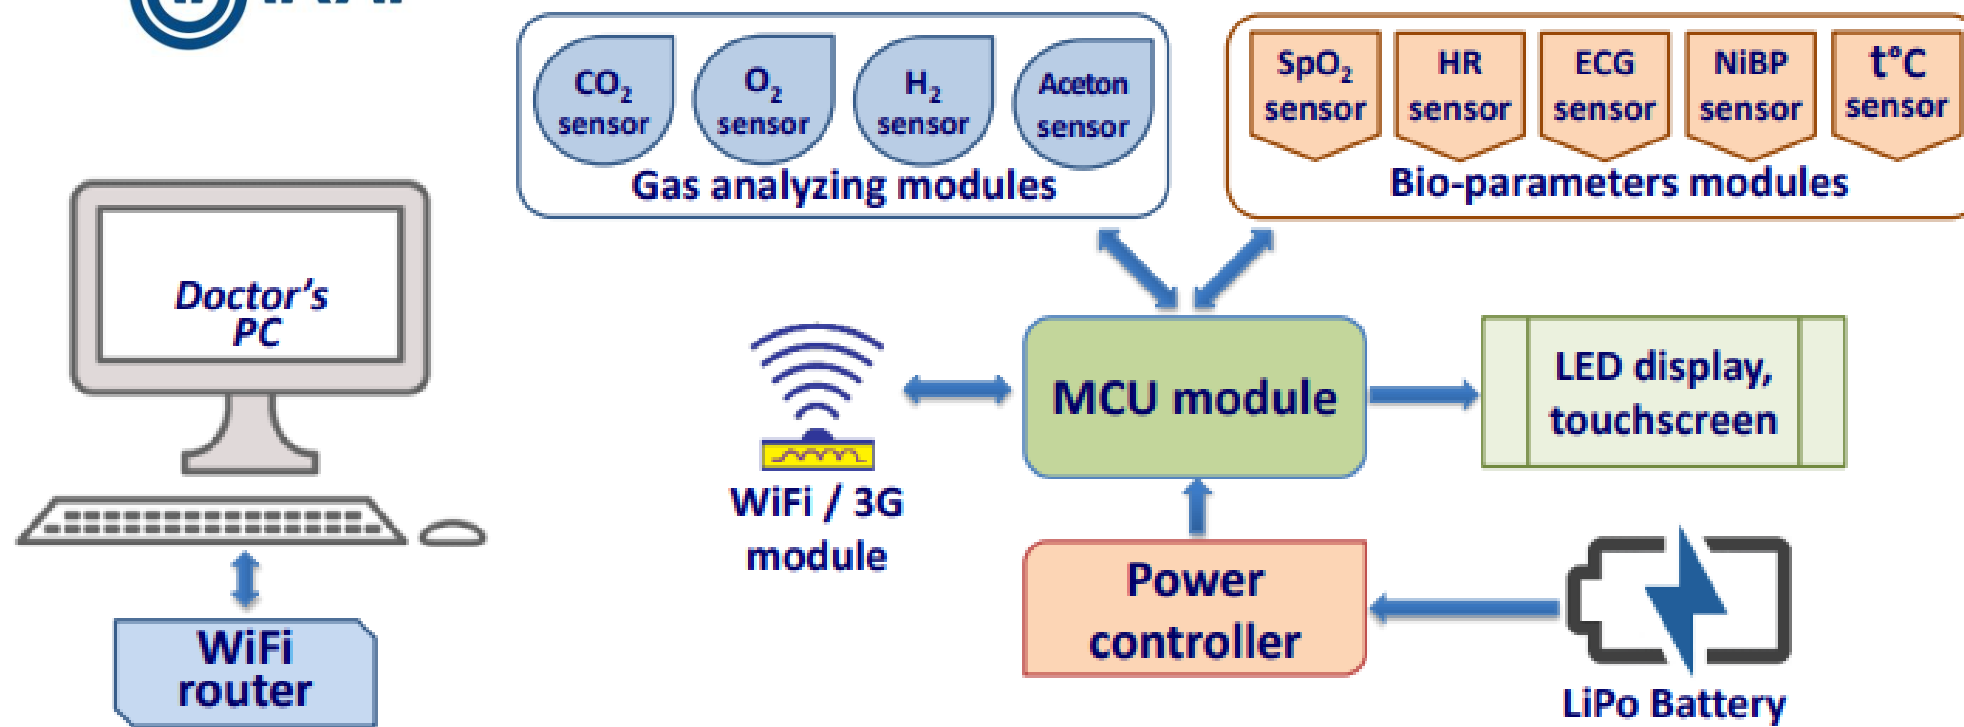 CO₂
sensor
O₂
sensor
H₂
sensor
Aceton
sensor
Gas analyzing modules
SpO₂
sensor
HR
sensor
ECG
sensor
NiBP
sensor
t°C
sensor
Bio-parameters modules
Doctor's
PC
WiFi
router
WiFi / 3G
module
MCU module
LED display,
touchscreen
Power
controller
LiPo Battery